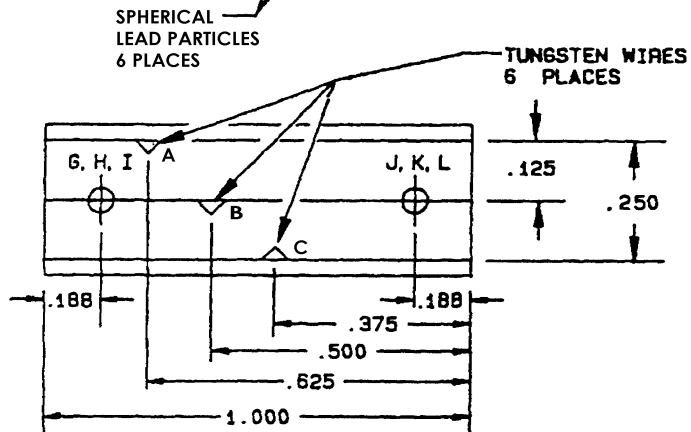 SPHERICAL
LEAD PARTICLES
6 PLACES
TUNGSTEN WIRES
6 PLACES
A
G, H, I
J, K, L
.125
.250
B
C
.188
.188
.375
.500
.625
1.000